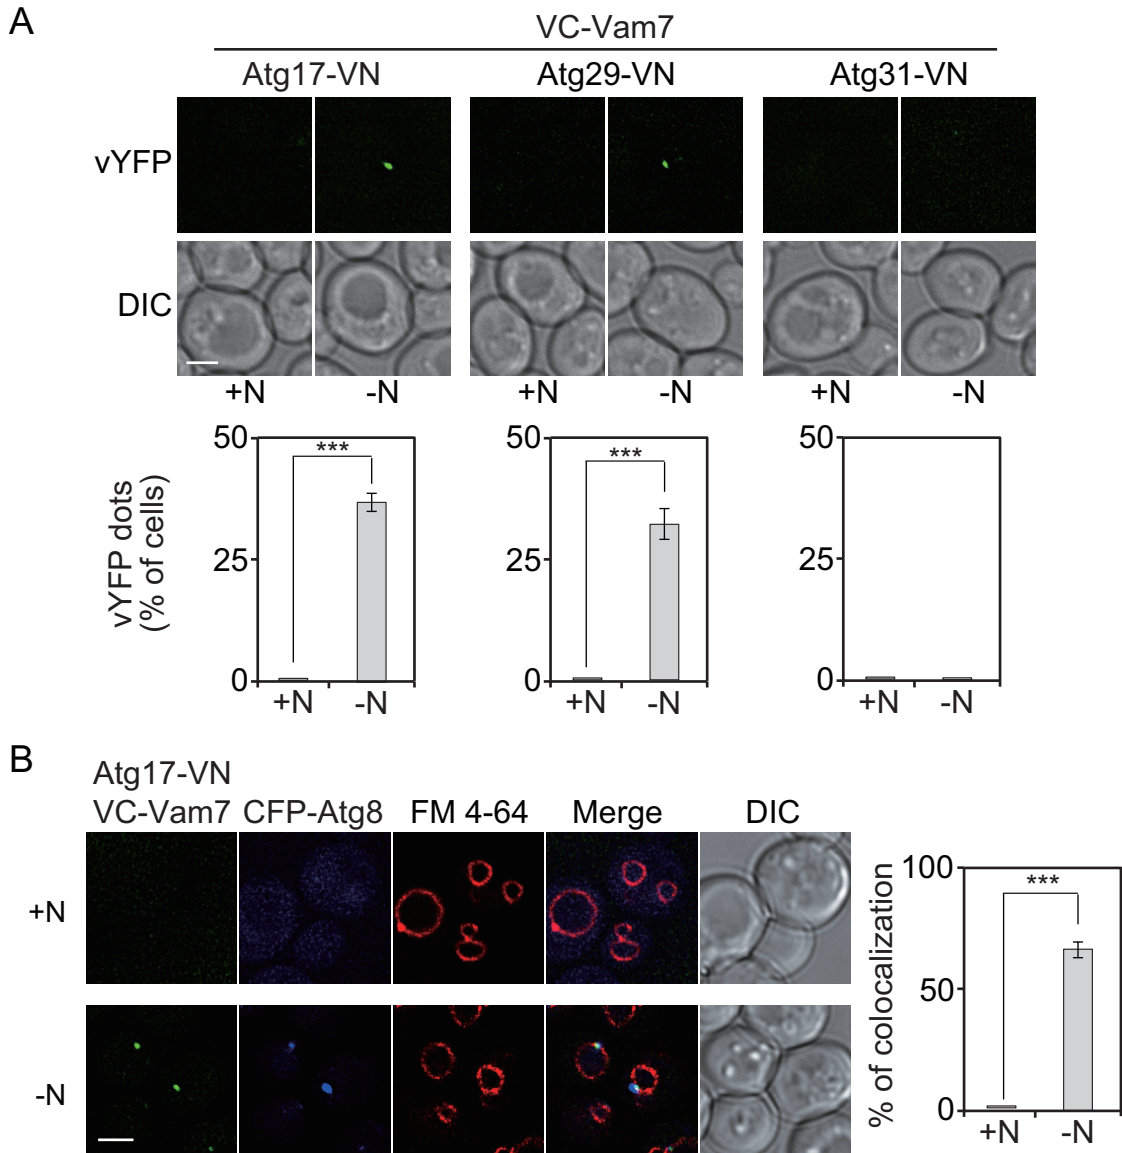 A
VC-Vam7
Atg17-VN Atg29-VN Atg31-VN
vYFP
DIC
+N -N +N -N +N -N
vYFP dots
(% of cells)
50 *** 50 *** 50
25 25 25
0 0 0
+N -N +N -N +N -N
B
Atg17-VN
VC-Vam7 CFP-Atg8 FM 4-64 Merge DIC
+N
-N
% of colocalization
100
***
50
0
+N -N